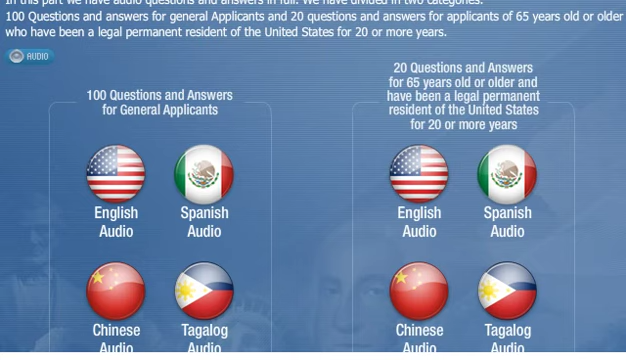 In this part we have audio questions and answers in full. We have divided in two categories:
100 Questions and answers for general Applicants and 20 questions and answers for applicants of 65 years old or older
who have been a legal permanent resident of the United States for 20 or more years.
AUDIO
100 Questions and Answers
for General Applicants
20 Questions and Answers
for 65 years old or older and
have been a legal permanent
resident of the United States
for 20 or more years
English Audio
Spanish Audio
English Audio
Spanish Audio
Chinese Audio
Tagalog Audio
Chinese Audio
Tagalog Audio